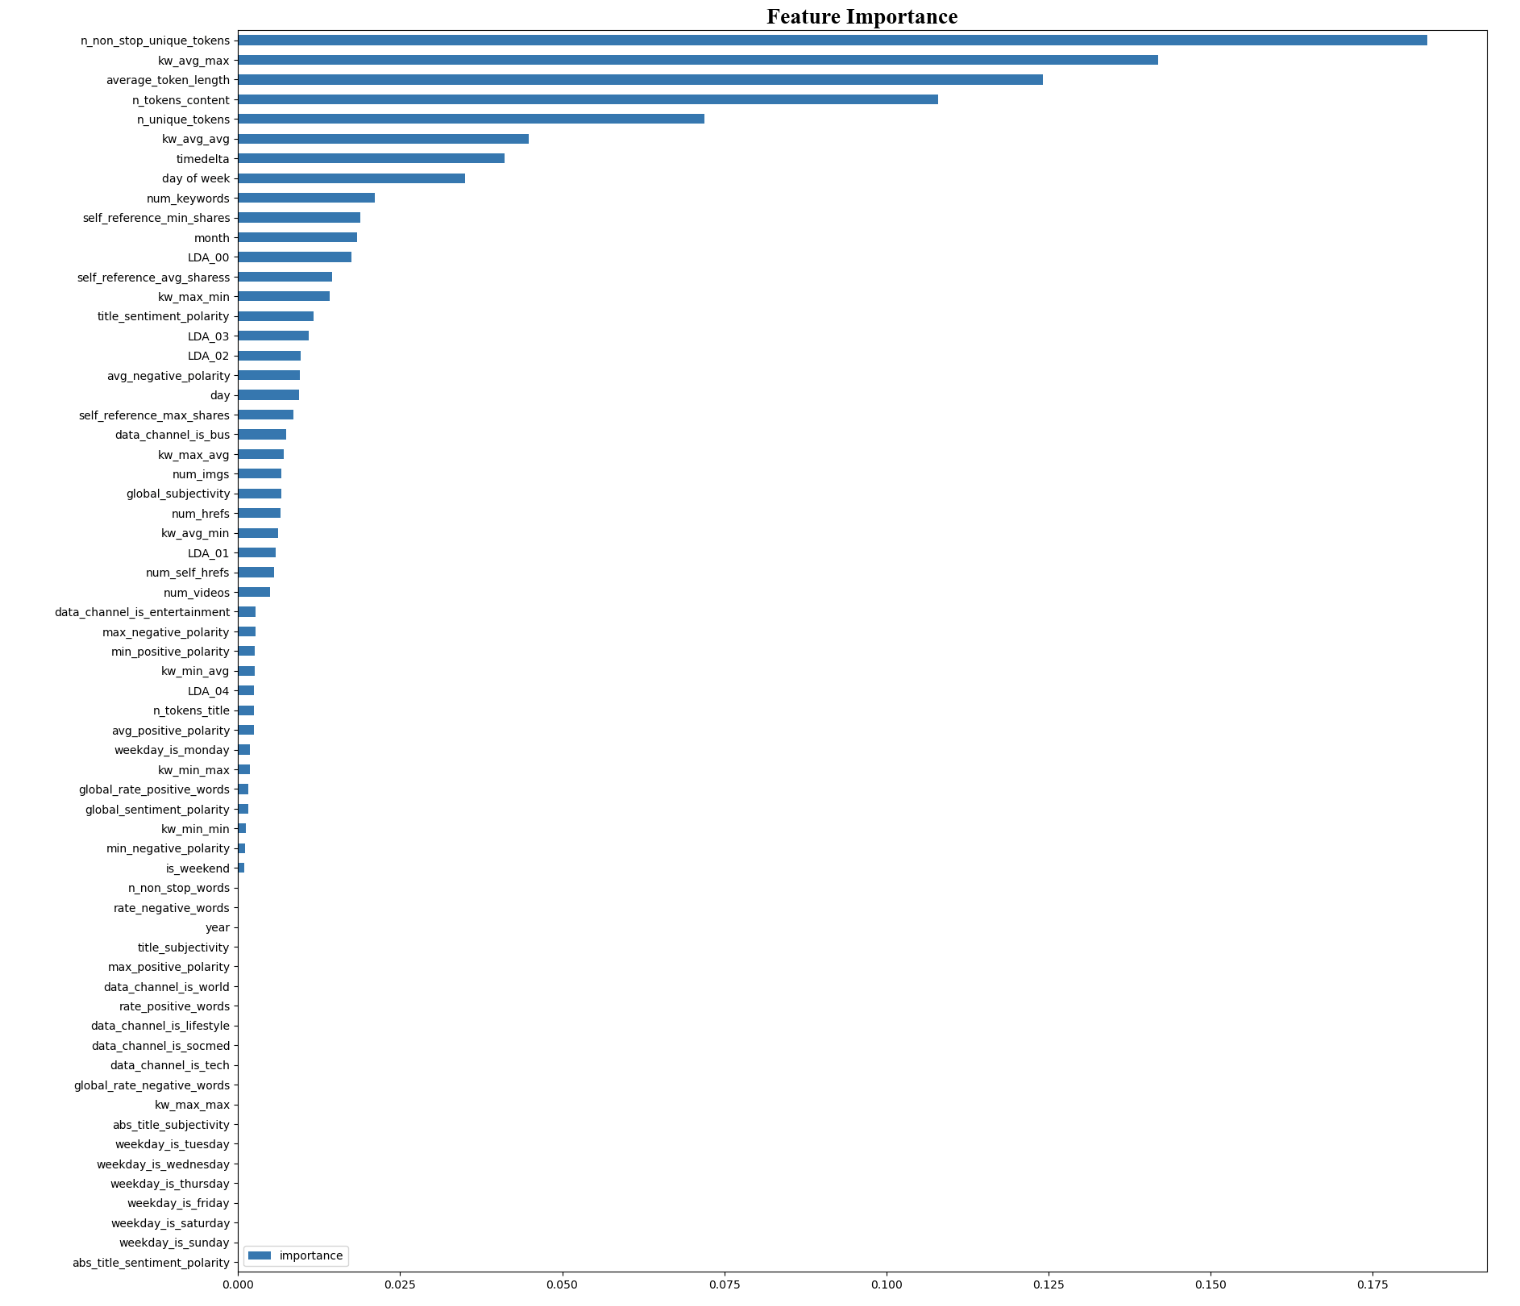 Feature Importance
n_non_stop_unique_tokens
kw_avg_max
average_token_length
n_tokens_content
n_unique_tokens
kw_avg_avg
timedelta
day of week
num_keywords
self_reference_min_shares
month
LDA_00
self_reference_avg_sharess
kw_max_min
title_sentiment_polarity
LDA_03
LDA_02
avg_negative_polarity
day
self_reference_max_shares
data_channel_is_bus
kw_max_avg
num_imgs
global_subjectivity
num_hrefs
kw_avg_min
LDA_01
num_self_hrefs
num_videos
data_channel_is_entertainment
max_negative_polarity
min_positive_polarity
kw_min_avg
LDA_04
n_tokens_title
avg_positive_polarity
weekday_is_monday
kw_min_max
global_rate_positive_words
global_sentiment_polarity
kw_min_min
min_negative_polarity
is_weekend
n_non_stop_words
rate_negative_words
year
title_subjectivity
max_positive_polarity
data_channel_is_world
rate_positive_words
data_channel_is_lifestyle
data_channel_is_socmed
data_channel_is_tech
global_rate_negative_words
kw_max_max
abs_title_subjectivity
weekday_is_tuesday
weekday_is_wednesday
weekday_is_thursday
weekday_is_friday
weekday_is_saturday
weekday_is_sunday
abs_title_sentiment_polarity
importance
0.000 0.025 0.050 0.075 0.100 0.125 0.150 0.175